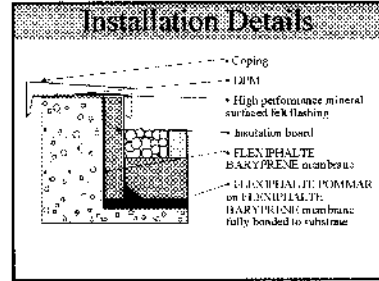 Installation Details
Coping
DPM
High performance mineral
surfaced felt flashing
Insulation board
FLEXIPHALTE
BARYPRENE membrane
FLEXIPHALTE POMMAR
on FLEXIPHALTE
BARYPRENE membrane
fully bonded to substrate